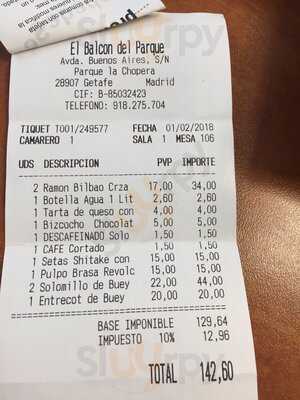 El Balcon del Parque
Avda. Buenos Aires, S/N
Parque la Chopera
28907 Getafe Madrid
CIF: B-85032423
TELEFONO: 918.275.704
TIQUET T001/249577 FECHA 01/02/2018
CAMARERO 1 SALA 1 MESA 106
UDS DESCRIPCION PVP IMPORTE
2 Ramon Bilbao Crza 17,00 34,00
1 Botella Agua 1 Lit 2,60 2,60
1 Tarta de queso con 4,00 4,00
1 Bizcocho Chocolat 5,00 5,00
1 DESCAFEINADO Solo 1,50 1,50
1 CAFE Cortado 1,50 1,50
1 Setas Shitake con 15,00 15,00
1 Pulpo Brasa Revolc 15,00 15,00
2 Solomillo de Buey 22,00 44,00
1 Entrecot de Buey 20,00 20,00
BASE IMPONIBLE 129,64
IMPUESTO 10% 12,96
TOTAL 142,60